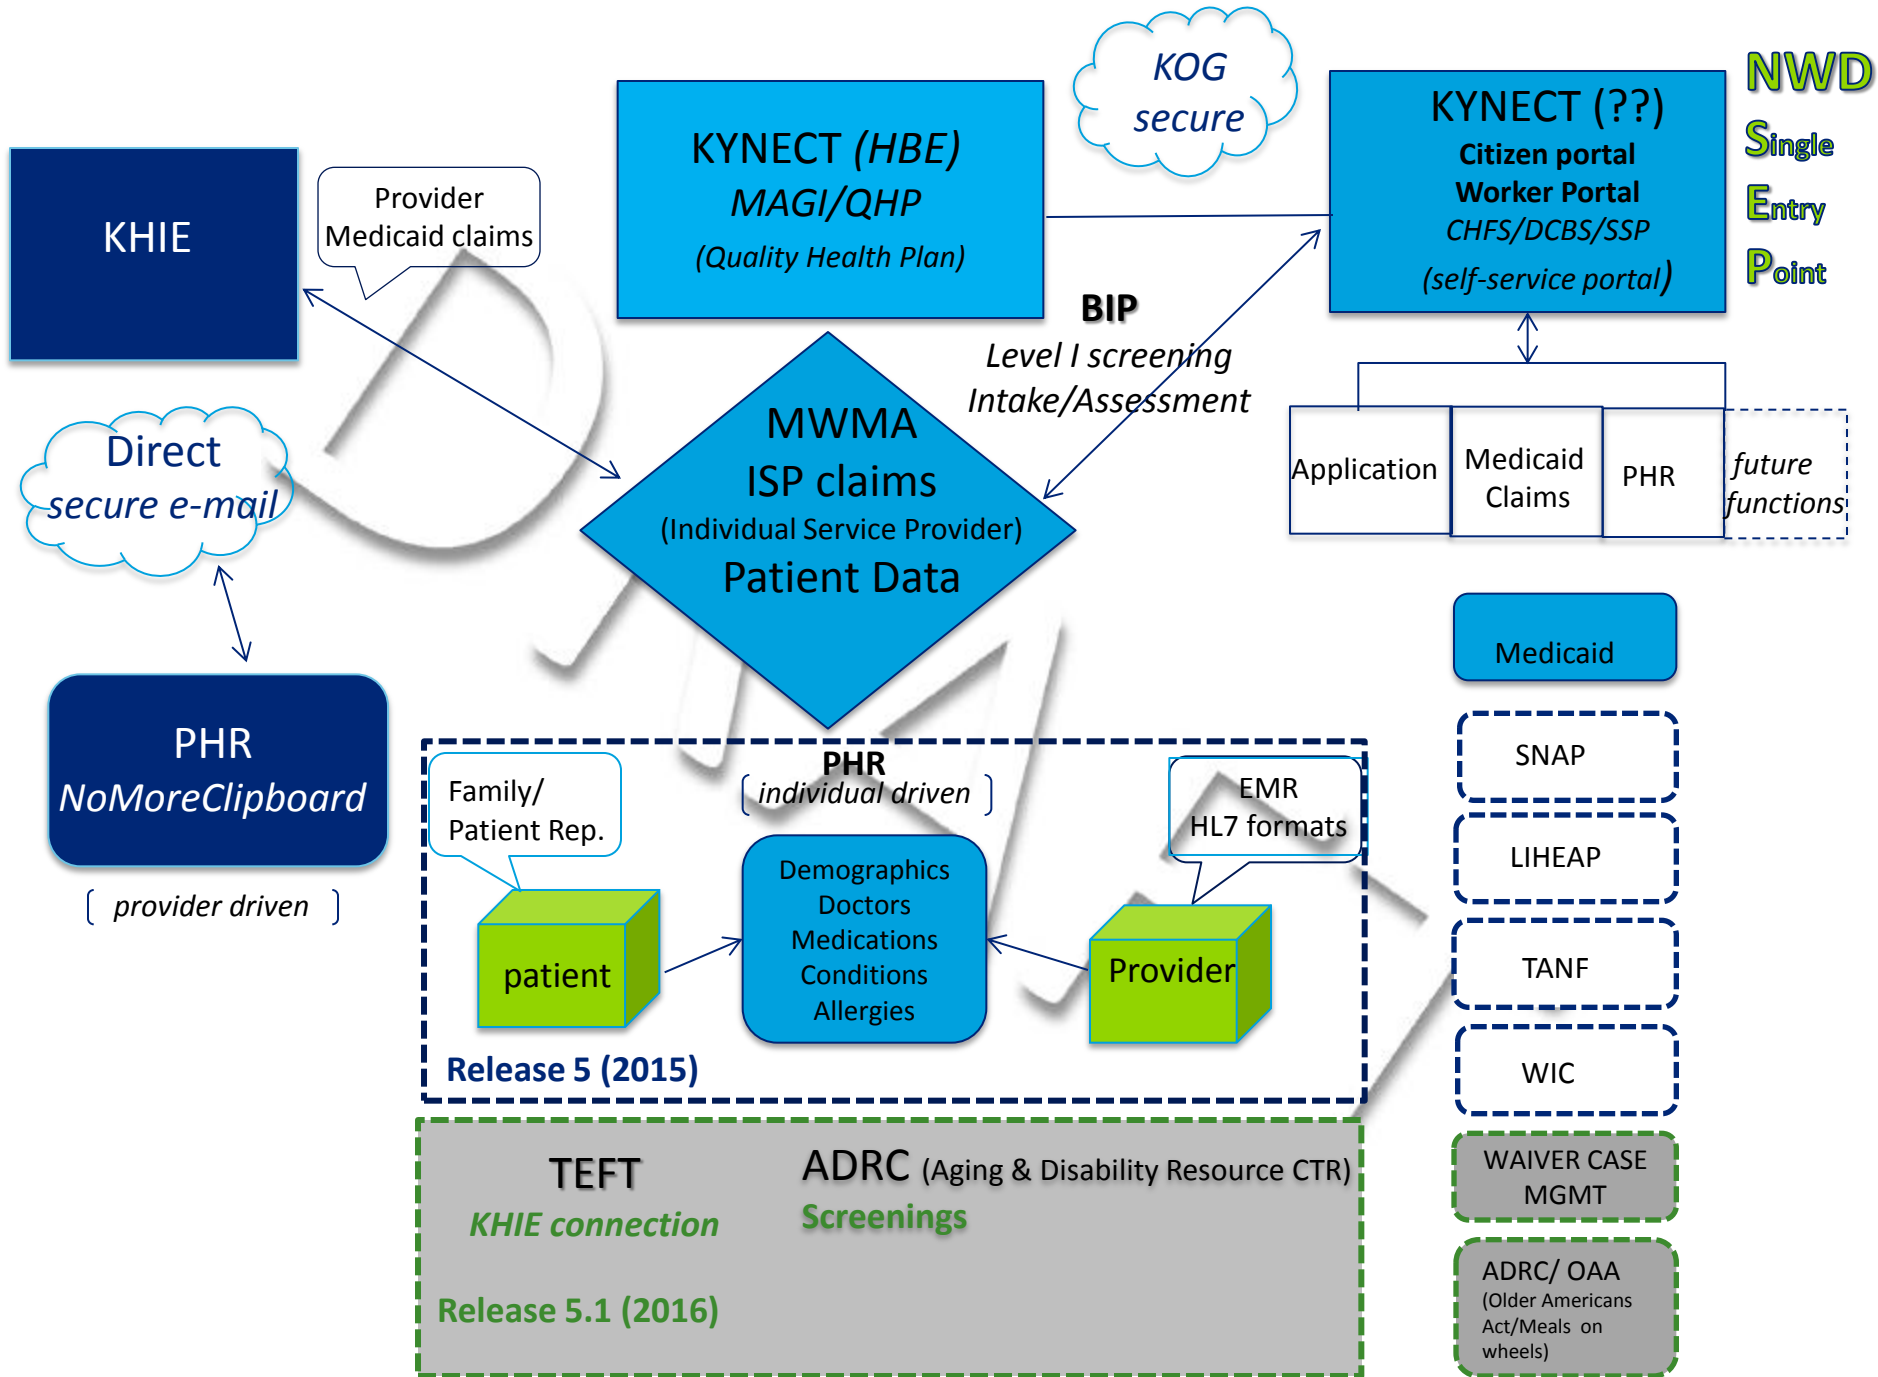 KOG
secure
NWD
Single
Entry
Point
KHIE
Provider
Medicaid claims
KYNECT (HBE)
MAGI/QHP
(Quality Health Plan)
KYNECT (??)
Citizen portal
Worker Portal
CHFS/DCBS/SSP
(self-service portal)
BIP
Level I screening
Intake/Assessment
Direct
secure e-mail
MWMA
ISP claims
(Individual Service Provider)
Patient Data
Application
Medicaid
Claims
PHR
future
functions
PHR
NoMoreClipboard
( provider driven )
PHR
( individual driven )
Family/
Patient Rep.
EMR
HL7 formats
patient
Demographics
Doctors
Medications
Conditions
Allergies
Provider
Release 5 (2015)
TEFT
KHIE connection
ADRC (Aging & Disability Resource CTR)
Screenings
Release 5.1 (2016)
Medicaid
SNAP
LIHEAP
TANF
WIC
WAIVER CASE
MGMT
ADRC/ OAA
(Older Americans
Act/Meals on
wheels)
DRAFT